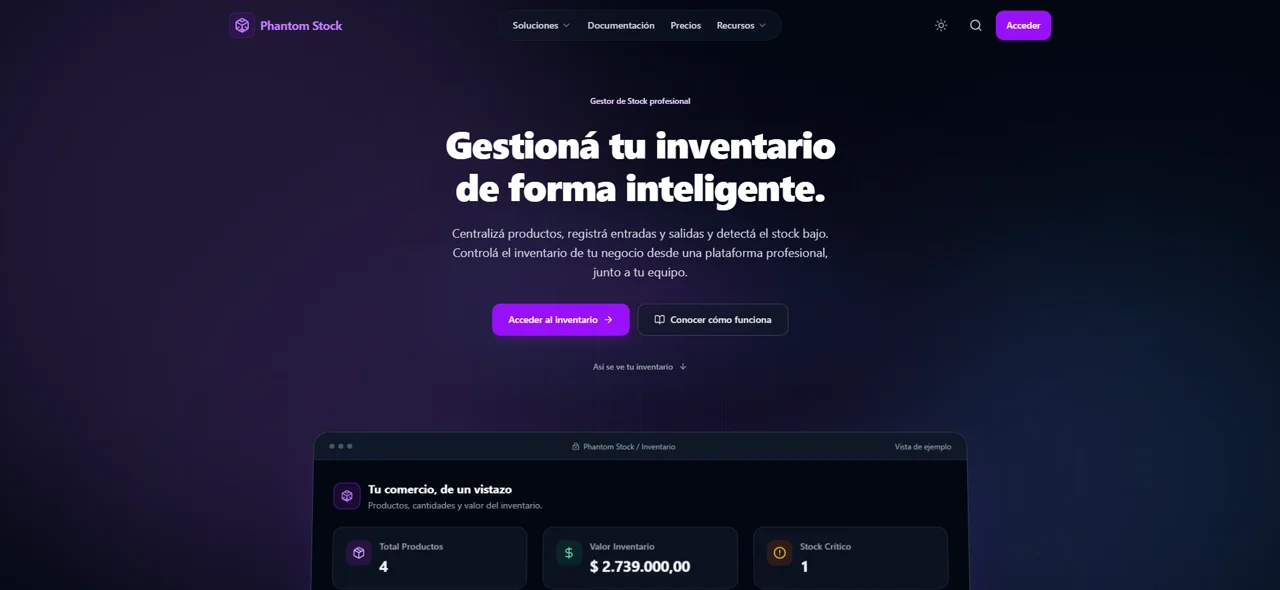 Phantom Stock
Soluciones
Documentación
Precios
Recursos
Acceder
Gestor de Stock profesional
Gestioná tu inventario
de forma inteligente.
Centralizá productos, registrá entradas y salidas y detectá el stock bajo.
Controlá el inventario de tu negocio desde una plataforma profesional,
junto a tu equipo.
Acceder al inventario
Conocer cómo funciona
Así se ve tu inventario
Phantom Stock / Inventario
Vista de ejemplo
Tu comercio, de un vistazo
Productos, cantidades y valor del inventario.
Total Productos
4
Valor Inventario
$ 2.739.000,00
Stock Crítico
1